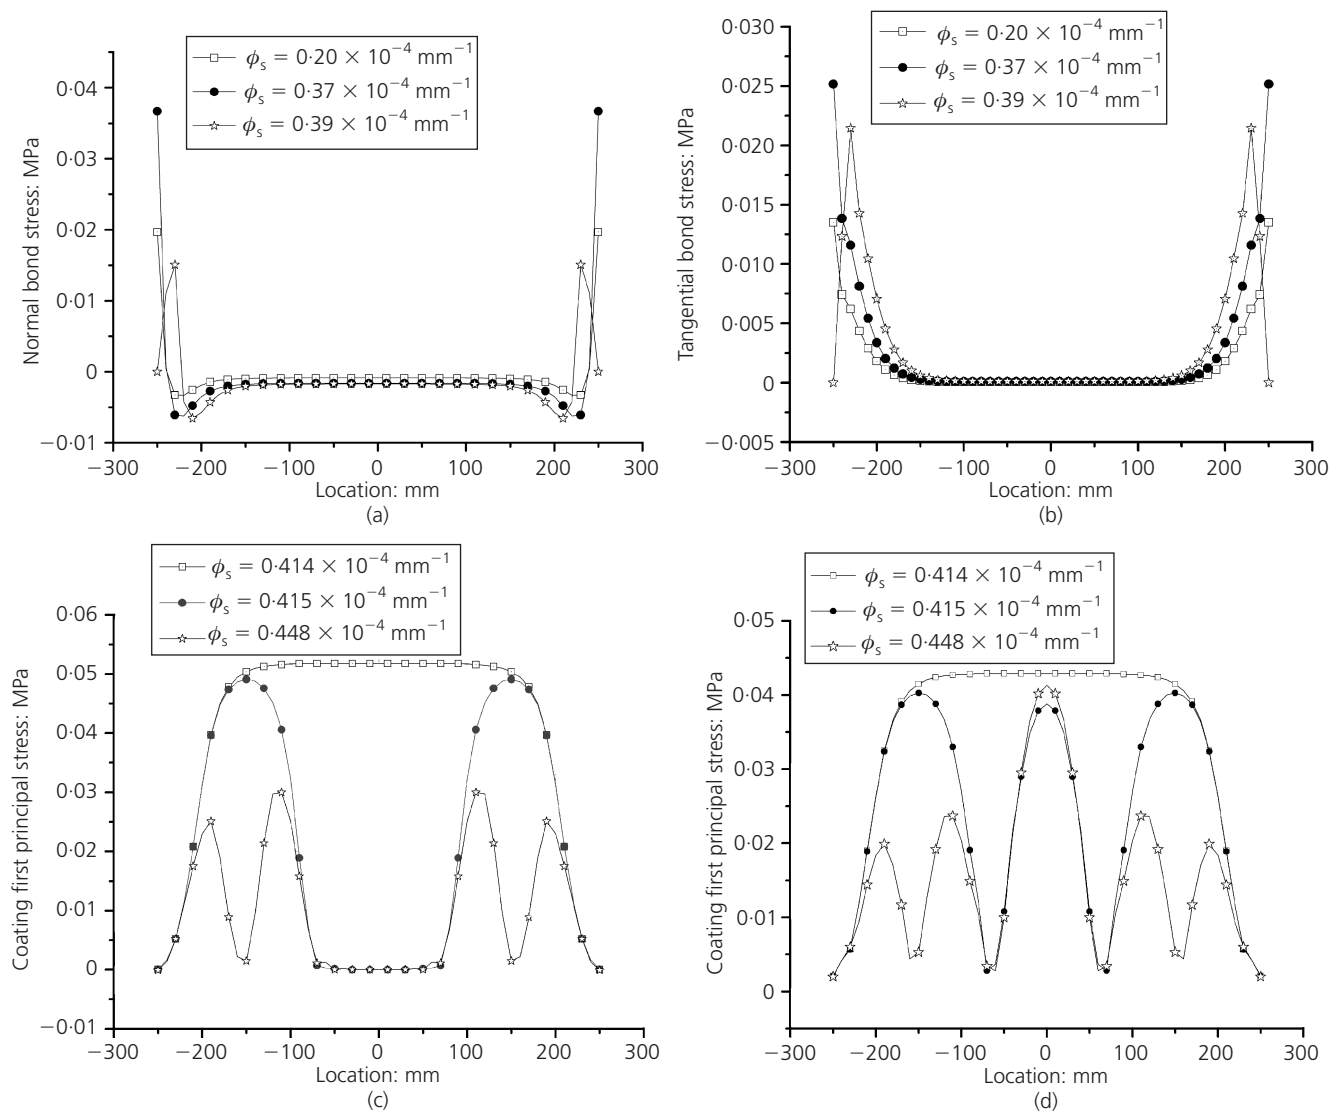 ϕs = 0·20 × 10−4 mm−1
ϕs = 0·37 × 10−4 mm−1
ϕs = 0·39 × 10−4 mm−1
0·04
0·03
0·02
0·01
0
−0·01
Normal bond stress: MPa
−300 −200 −100 0 100 200 300
Location: mm
(a)
ϕs = 0·20 × 10−4 mm−1
ϕs = 0·37 × 10−4 mm−1
ϕs = 0·39 × 10−4 mm−1
0·030
0·025
0·020
0·015
0·010
0·005
0
−0·005
Tangential bond stress: MPa
−300 −200 −100 0 100 200 300
Location: mm
(b)
ϕs = 0·414 × 10−4 mm−1
ϕs = 0·415 × 10−4 mm−1
ϕs = 0·448 × 10−4 mm−1
0·06
0·05
0·04
0·03
0·02
0·01
0
−0·01
Coating first principal stress: MPa
−300 −200 −100 0 100 200 300
Location: mm
(c)
ϕs = 0·414 × 10−4 mm−1
ϕs = 0·415 × 10−4 mm−1
ϕs = 0·448 × 10−4 mm−1
0·05
0·04
0·03
0·02
0·01
0
Coating first principal stress: MPa
−300 −200 −100 0 100 200 300
Location: mm
(d)